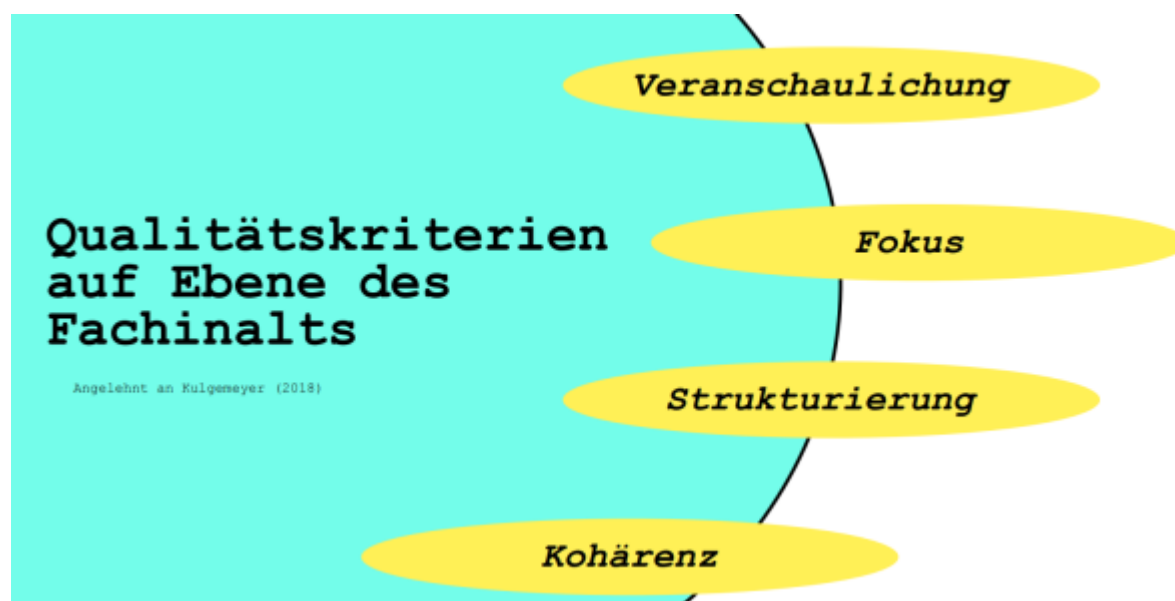 Qualitätskriterien
auf Ebene des
Fachinalts
Angelehnt an Kulgemeyer (2018)
Veranschaulichung
Fokus
Strukturierung
Kohärenz